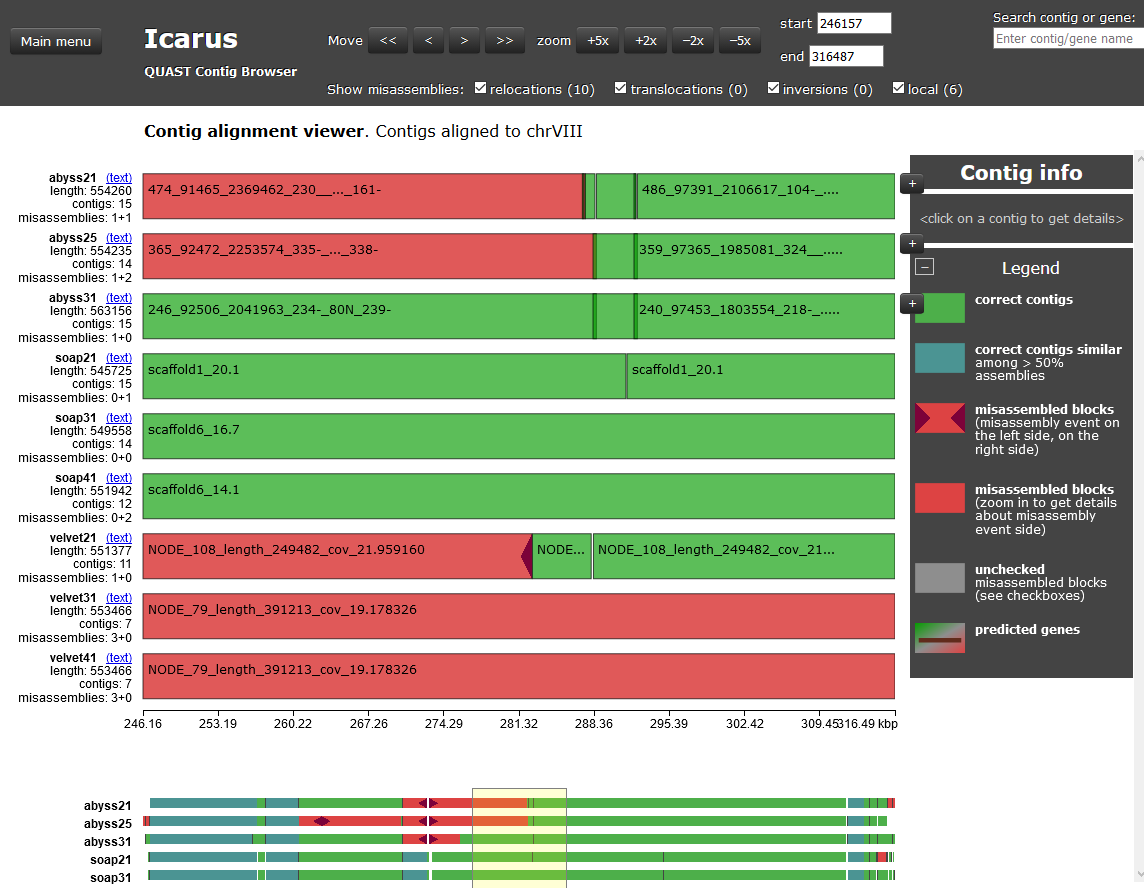 Main menu
Icarus
QUAST Contig Browser
Move << < > >> zoom +5x +2x −2x −5x
start 246157
end 316487
Search contig or gene:
Enter contig/gene name
Show misassemblies: relocations (10) translocations (0) inversions (0) local (6)
Contig alignment viewer. Contigs aligned to chrVIII
abyss21 (text)
length: 554260
contigs: 15
misassemblies: 1+1
474_91465_2369462_230__..._161-
486_97391_2106617_104-_....
+
abyss25 (text)
length: 554235
contigs: 14
misassemblies: 1+2
365_92472_2253574_335-_..._338-
359_97365_1985081_324__.....
+
abyss31 (text)
length: 563156
contigs: 15
misassemblies: 1+0
246_92506_2041963_234-_80N_239-
240_97453_1803554_218-_.....
+
soap21 (text)
length: 545725
contigs: 15
misassemblies: 0+1
scaffold1_20.1
scaffold1_20.1
soap31 (text)
length: 549558
contigs: 14
misassemblies: 0+0
scaffold6_16.7
soap41 (text)
length: 551942
contigs: 12
misassemblies: 0+2
scaffold6_14.1
velvet21 (text)
length: 551377
contigs: 11
misassemblies: 1+0
NODE_108_length_249482_cov_21.959160
NODE...
NODE_108_length_249482_cov_21...
velvet31 (text)
length: 553466
contigs: 7
misassemblies: 3+0
NODE_79_length_391213_cov_19.178326
velvet41 (text)
length: 553466
contigs: 7
misassemblies: 3+0
NODE_79_length_391213_cov_19.178326
246.16 253.19 260.22 267.26 274.29 281.32 288.36 295.39 302.42 309.45 316.49 kbp
Contig info
<click on a contig to get details>
Legend
correct contigs
correct contigs similar
among > 50%
assemblies
misassembled blocks
(misassembly event on
the left side, on the
right side)
misassembled blocks
(zoom in to get details
about misassembly
event side)
unchecked
misassembled blocks
(see checkboxes)
predicted genes
abyss21
abyss25
abyss31
soap21
soap31